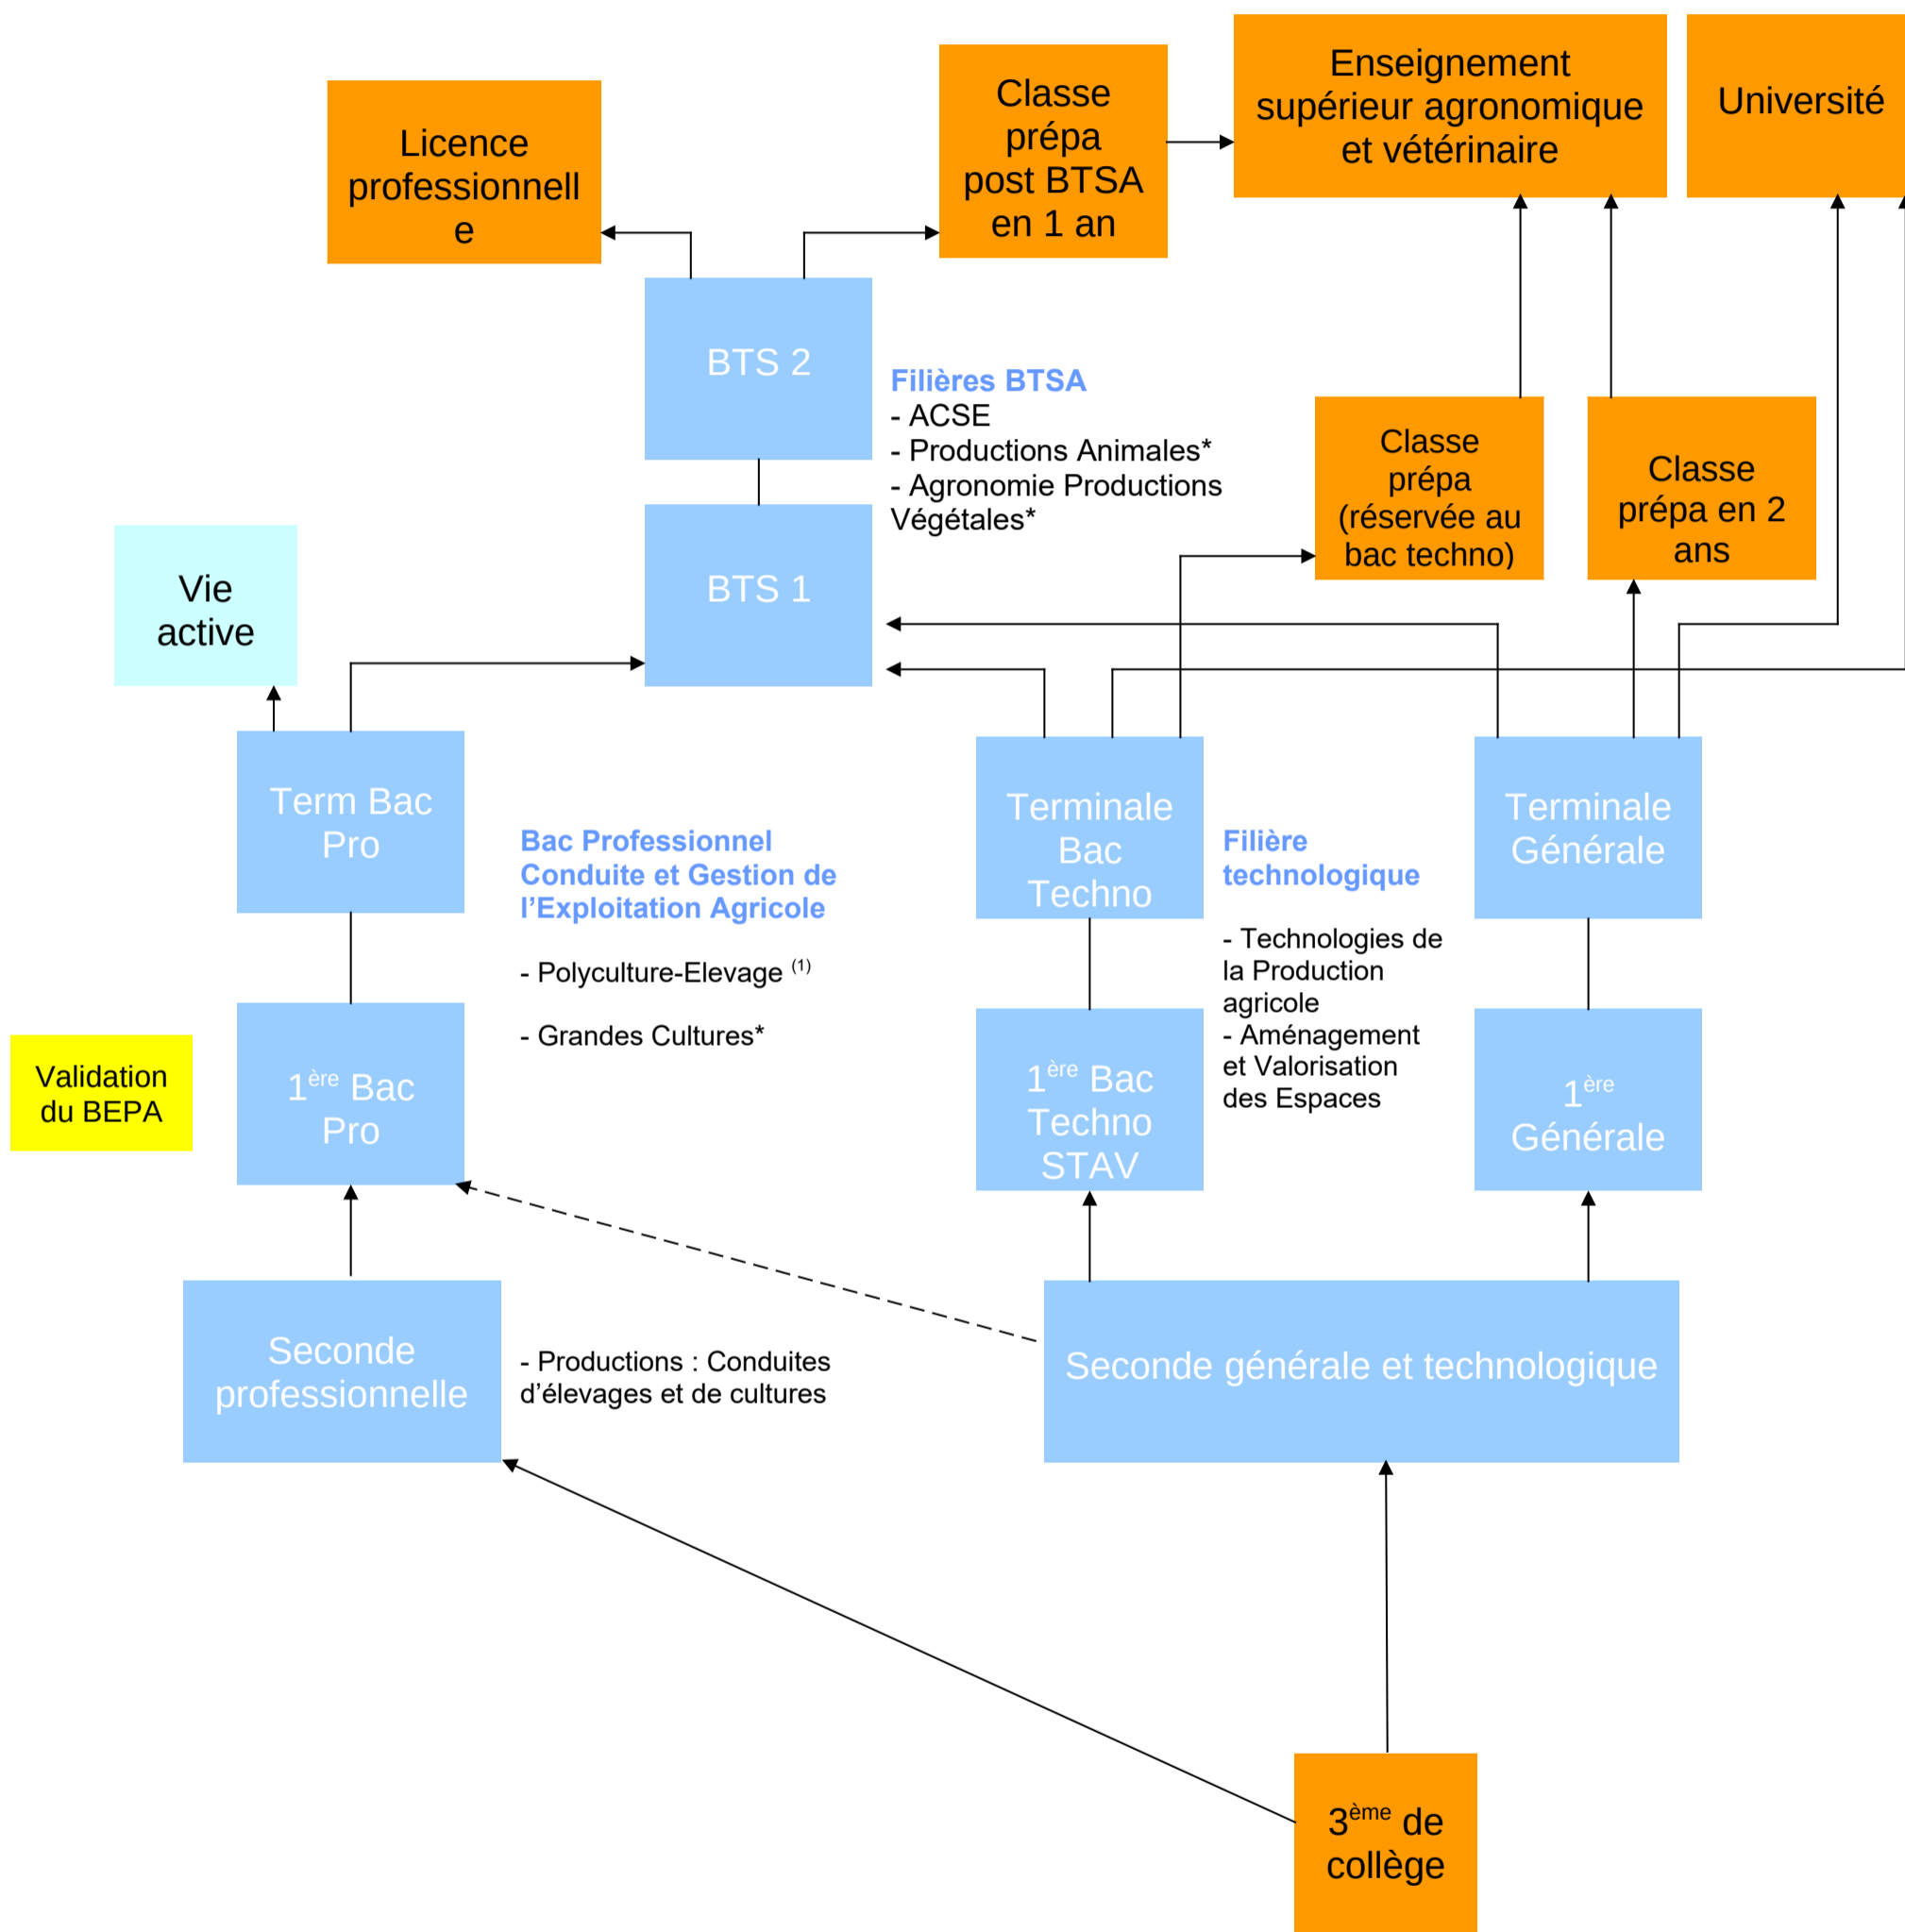 Enseignement
supérieur agronomique
et vétérinaire
Université
Classe
prépa
post BTSA
en 1 an
Licence
professionnell
e
BTS 2
Filières BTSA
- ACSE
- Productions Animales*
- Agronomie Productions
Végétales*
Classe
prépa
(réservée au
bac techno)
Classe
prépa en 2
ans
BTS 1
Vie
active
Term Bac
Pro
Bac Professionnel
Conduite et Gestion de
l’Exploitation Agricole
- Polyculture-Elevage (1)
- Grandes Cultures*
Terminale
Bac
Techno
Filière
technologique
- Technologies de
la Production
agricole
- Aménagement
et Valorisation
des Espaces
Terminale
Générale
Validation
du BEPA
1ère Bac
Pro
1ère Bac
Techno
STAV
1ère
Générale
Seconde
professionnelle
- Productions : Conduites
d’élevages et de cultures
Seconde générale et technologique
3ème de
collège